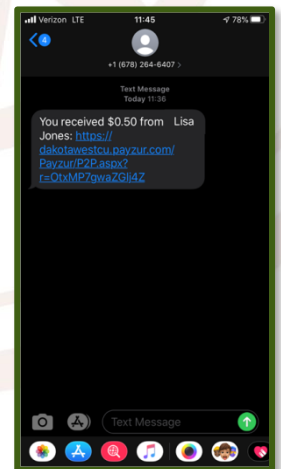 Verizon LTE 11:45 78%
4
+1 (678) 264-6407 >
Text Message
Today 11:36
You received $0.50 from Lisa
Jones: https://
dakotawestcu.payzur.com/
Payzur/P2P.aspx?
r=OtxMP7gwaZGlj4Z
Text Message